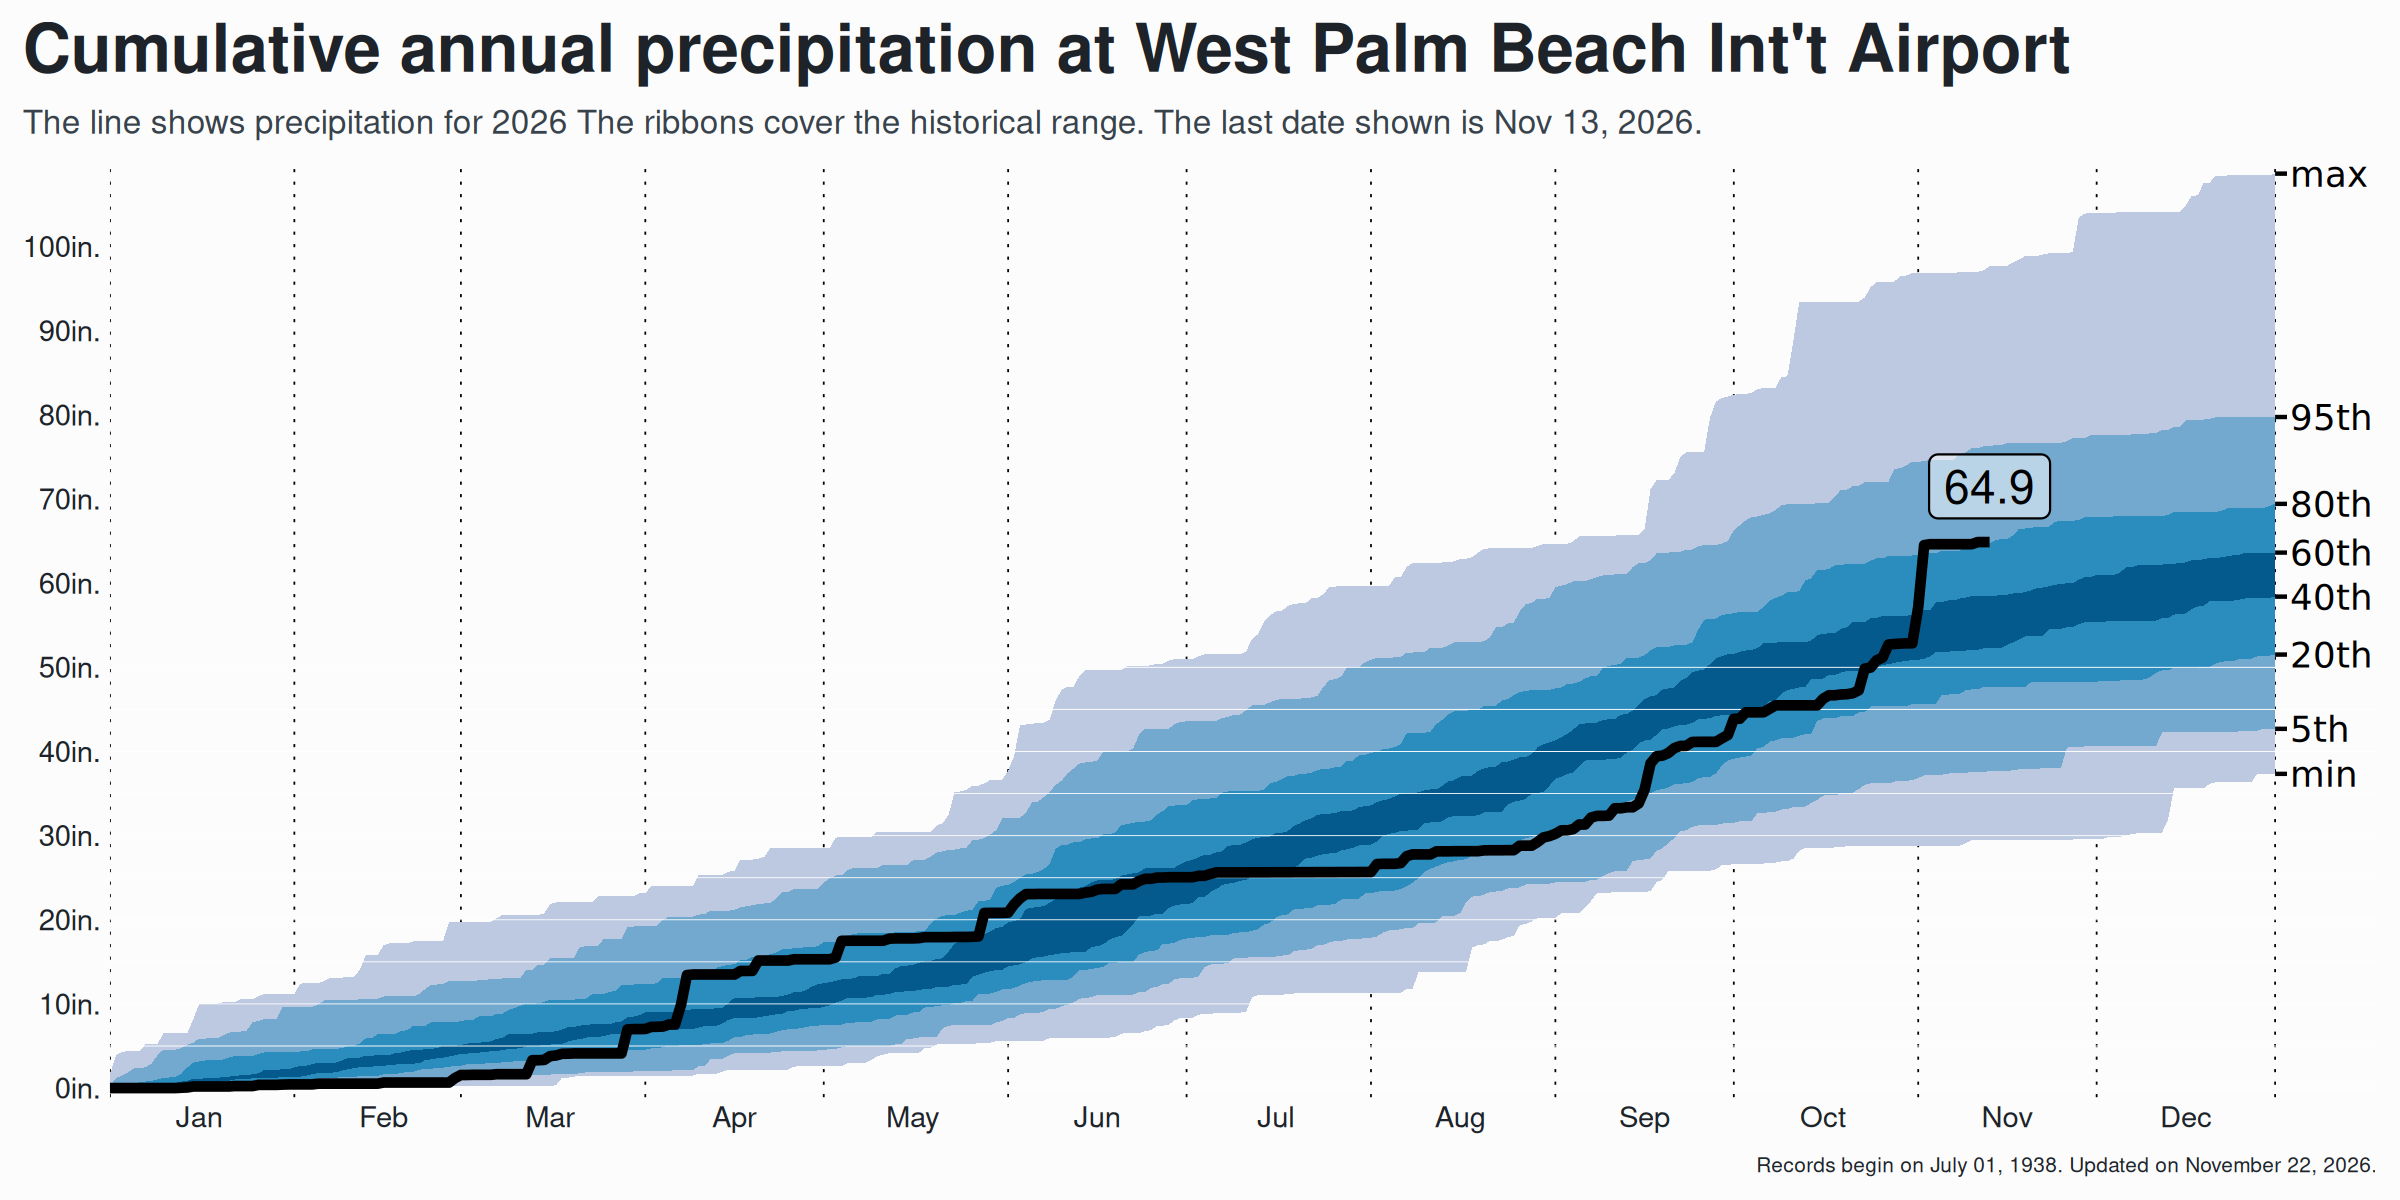 Cumulative annual precipitation at West Palm Beach Int't Airport
The line shows precipitation for 2026 The ribbons cover the historical range. The last date shown is Nov 13, 2026.
max
100in.
90in.
80in.
95th
64.9
70in.
80th
60in.
60th
40th
50in.
20th
40in.
5th
min
30in.
20in.
10in.
0in.
Jan Feb Mar Apr May Jun Jul Aug Sep Oct Nov Dec
Records begin on July 01, 1938. Updated on November 22, 2026.